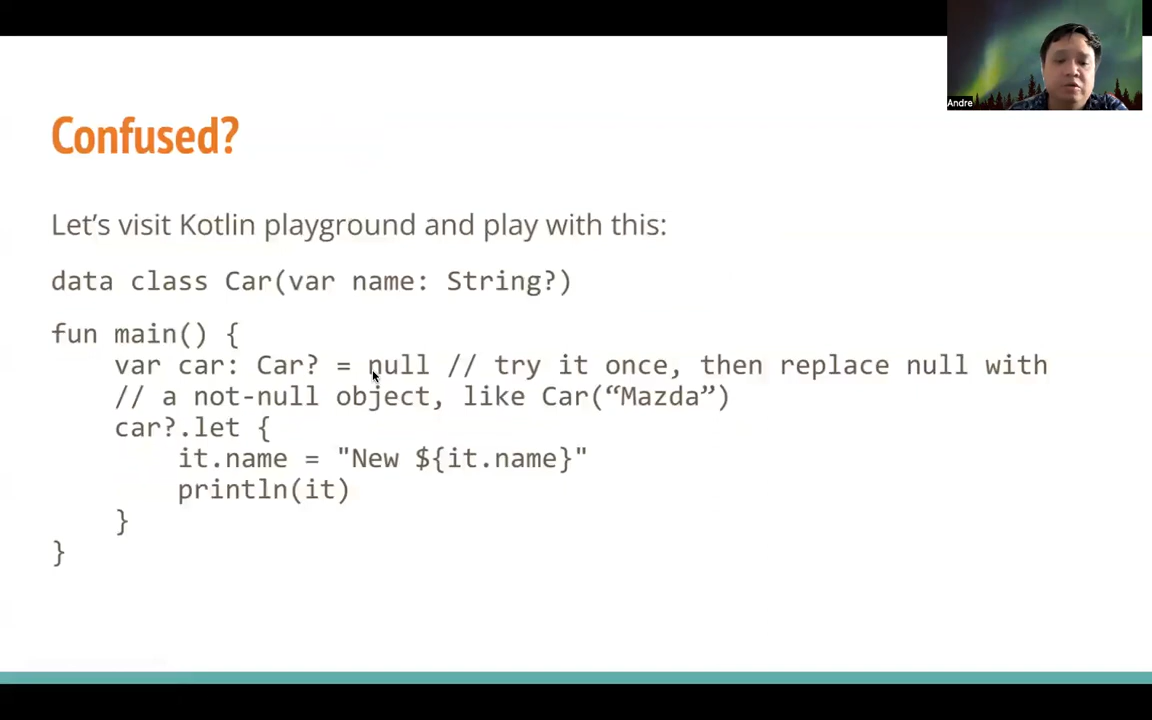 Andre
Confused?
Let’s visit Kotlin playground and play with this:
data class Car(var name: String?)
fun main() {
    var car: Car? = null // try it once, then replace null with
    // a not-null object, like Car(“Mazda”)
    car?.let {
        it.name = "New ${it.name}"
        println(it)
    }
}